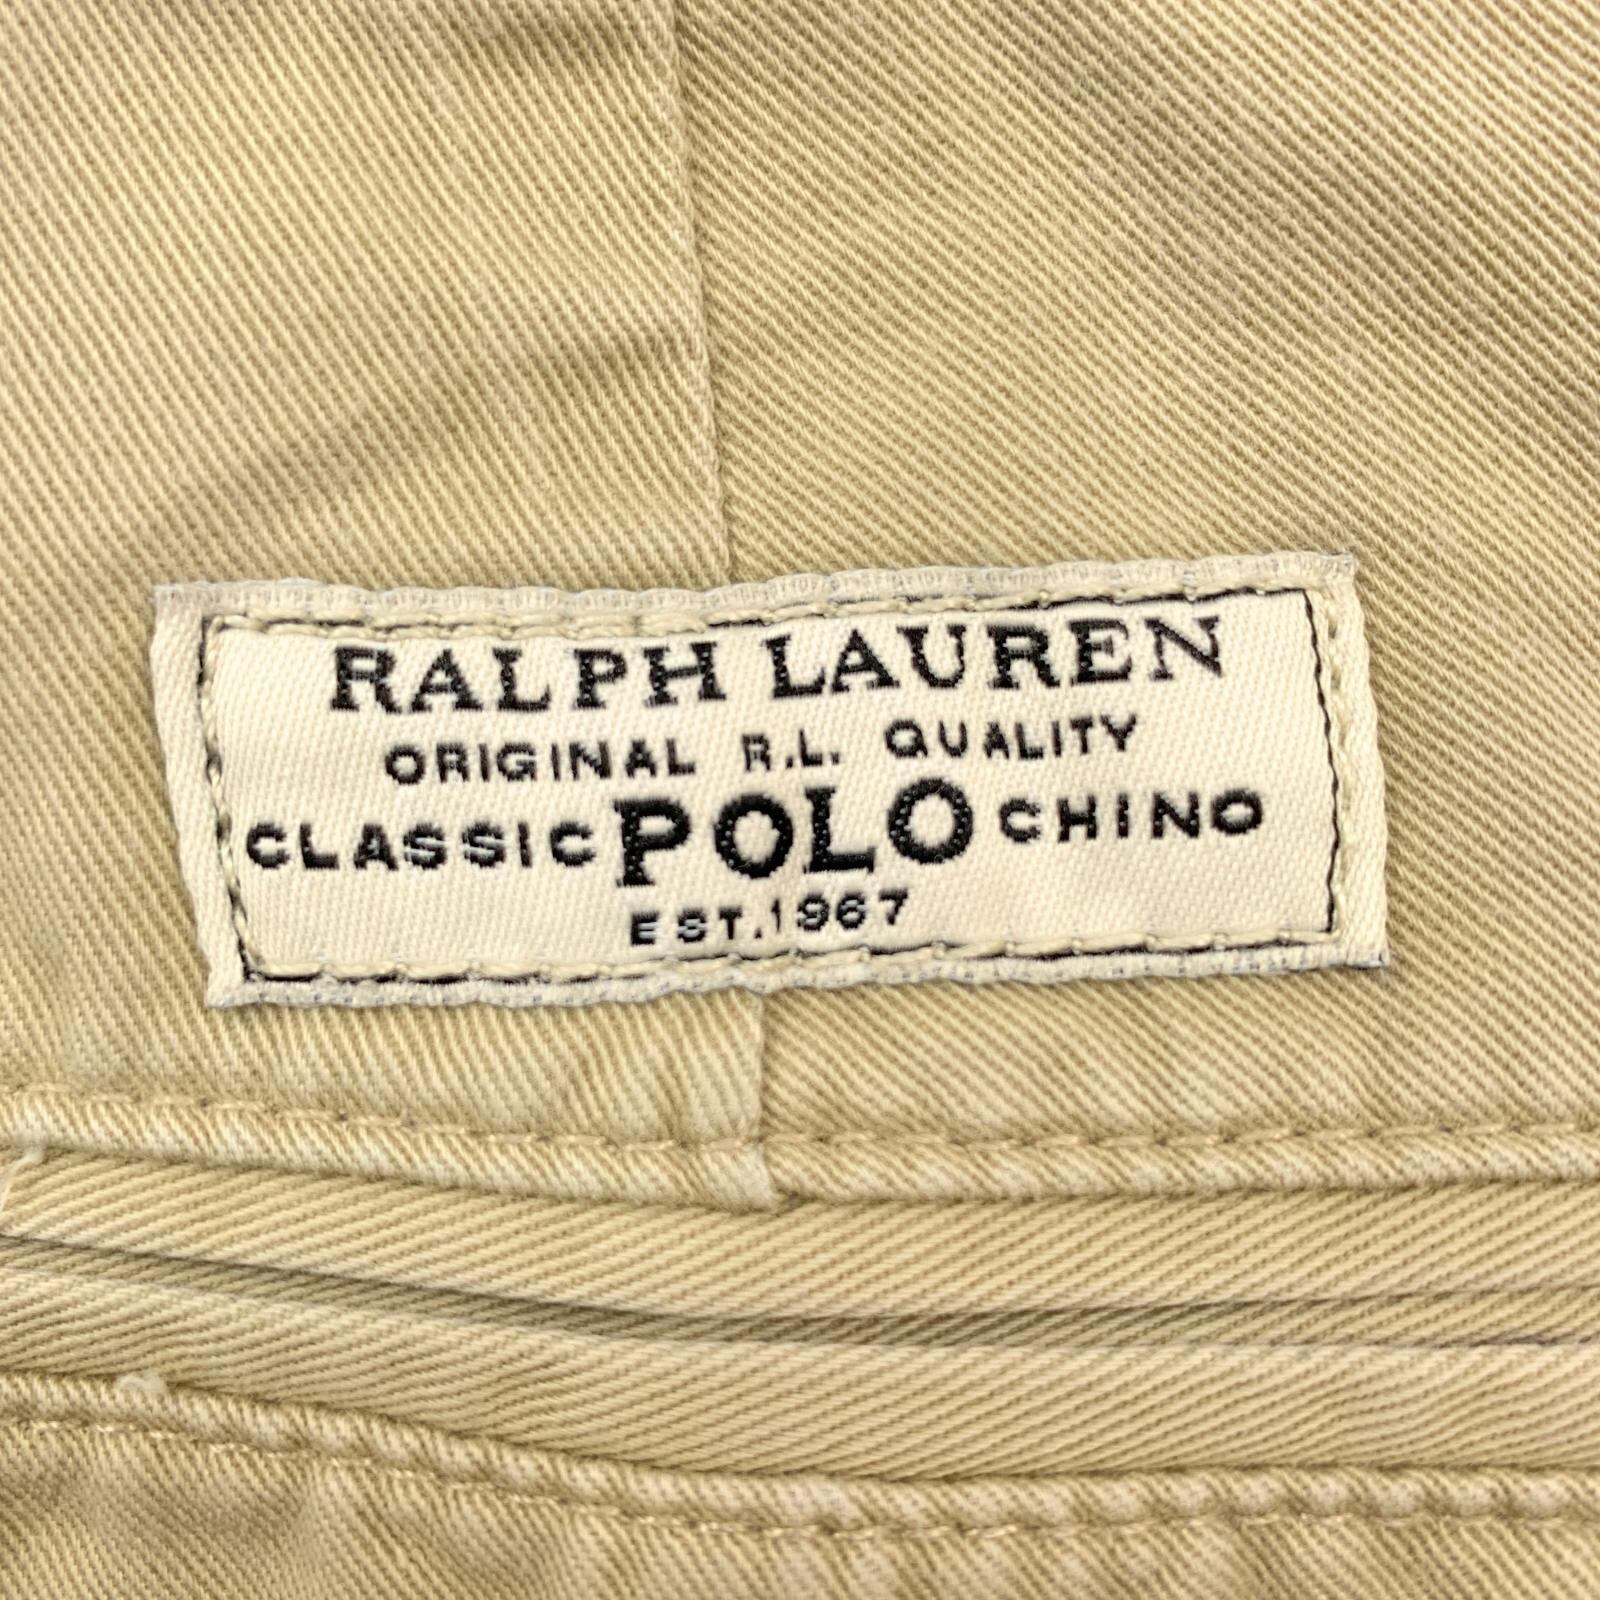 RALPH LAUREN
ORIGINAL R.L. QUALITY
CLASSIC POLO CHINO
EST.1967